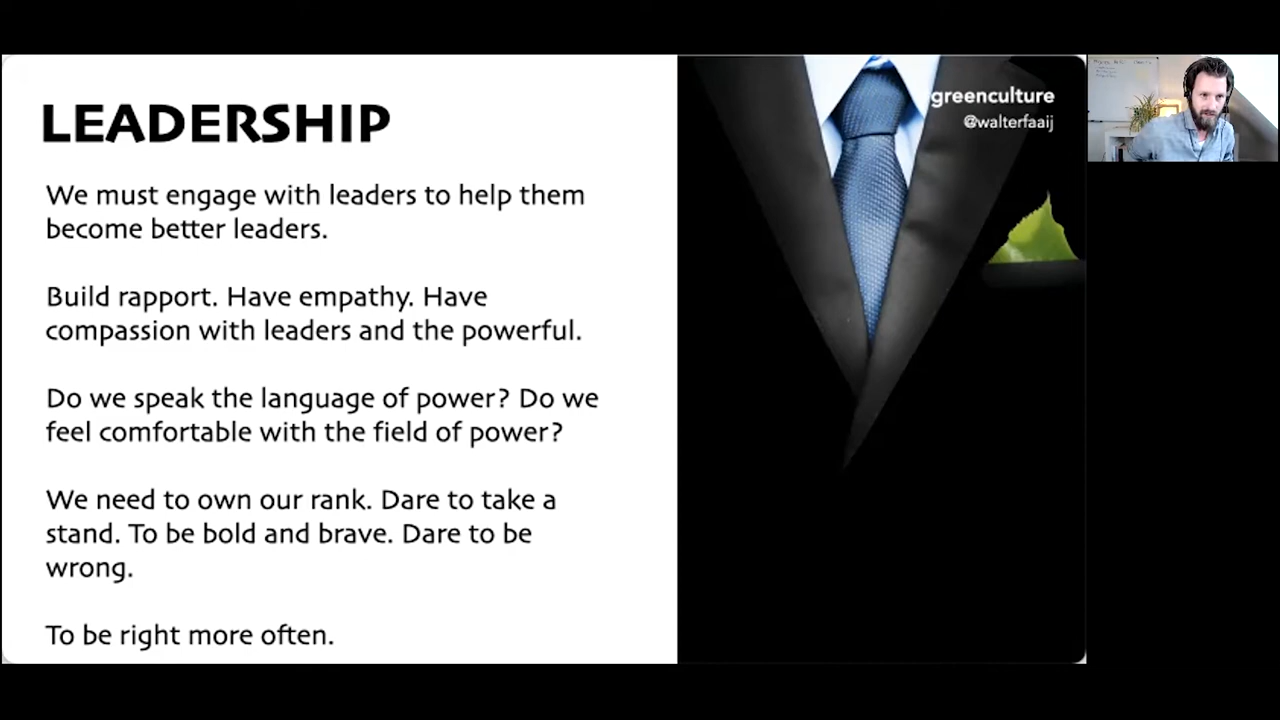 LEADERSHIP
We must engage with leaders to help them
become better leaders.
Build rapport. Have empathy. Have
compassion with leaders and the powerful.
Do we speak the language of power? Do we
feel comfortable with the field of power?
We need to own our rank. Dare to take a
stand. To be bold and brave. Dare to be
wrong.
To be right more often.
greenculture
@walterfaaij